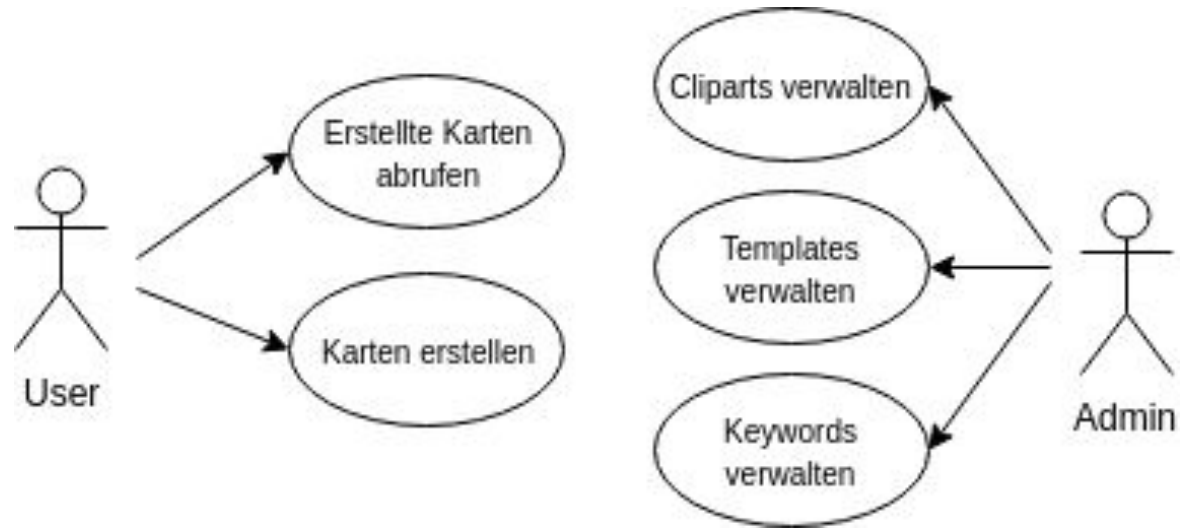 Erstellte Karten
abrufen
Karten erstellen
User
Cliparts verwalten
Templates
verwalten
Keywords
verwalten
Admin